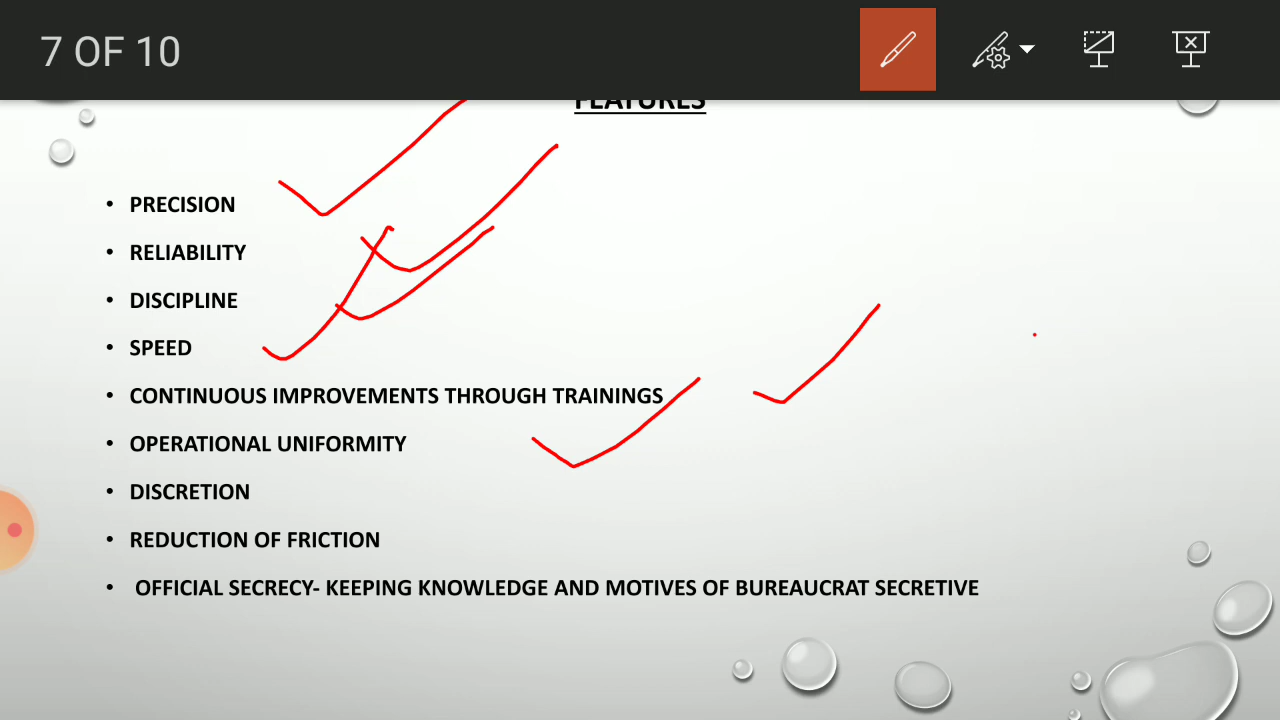 7 OF 10
FEATURES
• PRECISION
• RELIABILITY
• DISCIPLINE
• SPEED
• CONTINUOUS IMPROVEMENTS THROUGH TRAININGS
• OPERATIONAL UNIFORMITY
• DISCRETION
• REDUCTION OF FRICTION
• OFFICIAL SECRECY- KEEPING KNOWLEDGE AND MOTIVES OF BUREAUCRAT SECRETIVE